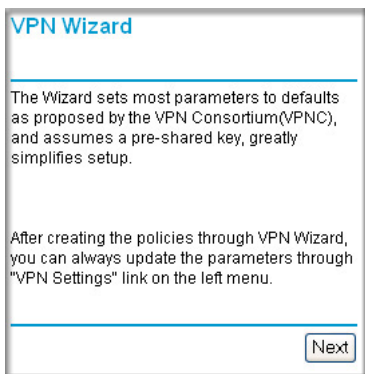 VPN Wizard
The Wizard sets most parameters to defaults
as proposed by the VPN Consortium(VPNC),
and assumes a pre-shared key, greatly
simplifies setup.
After creating the policies through VPN Wizard,
you can always update the parameters through
"VPN Settings" link on the left menu.
Next